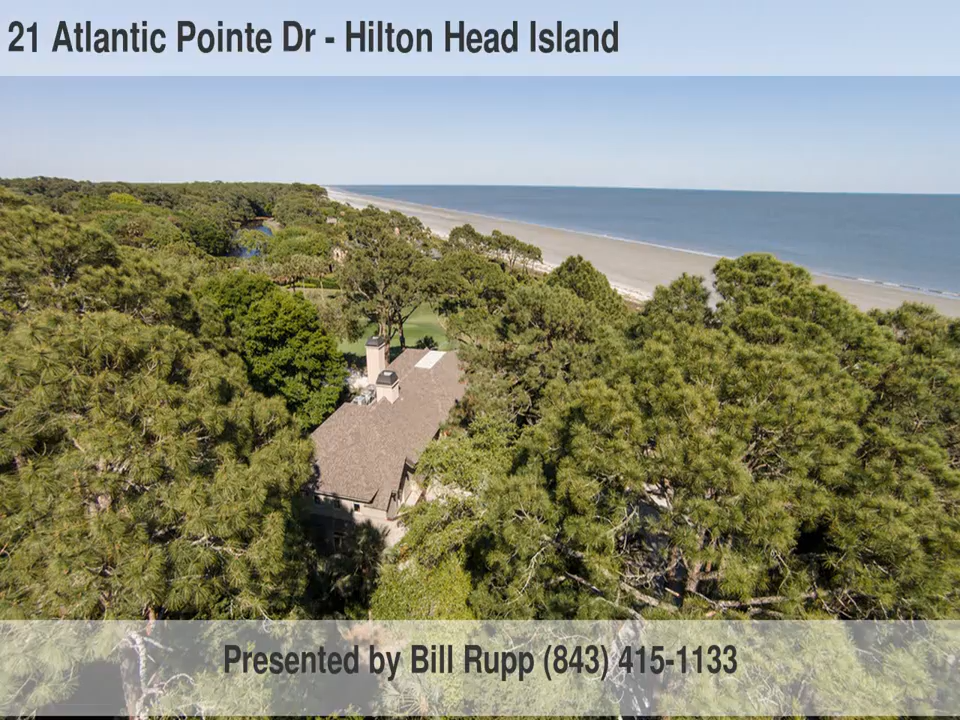 21 Atlantic Pointe Dr - Hilton Head Island
Presented by Bill Rupp (843) 415-1133